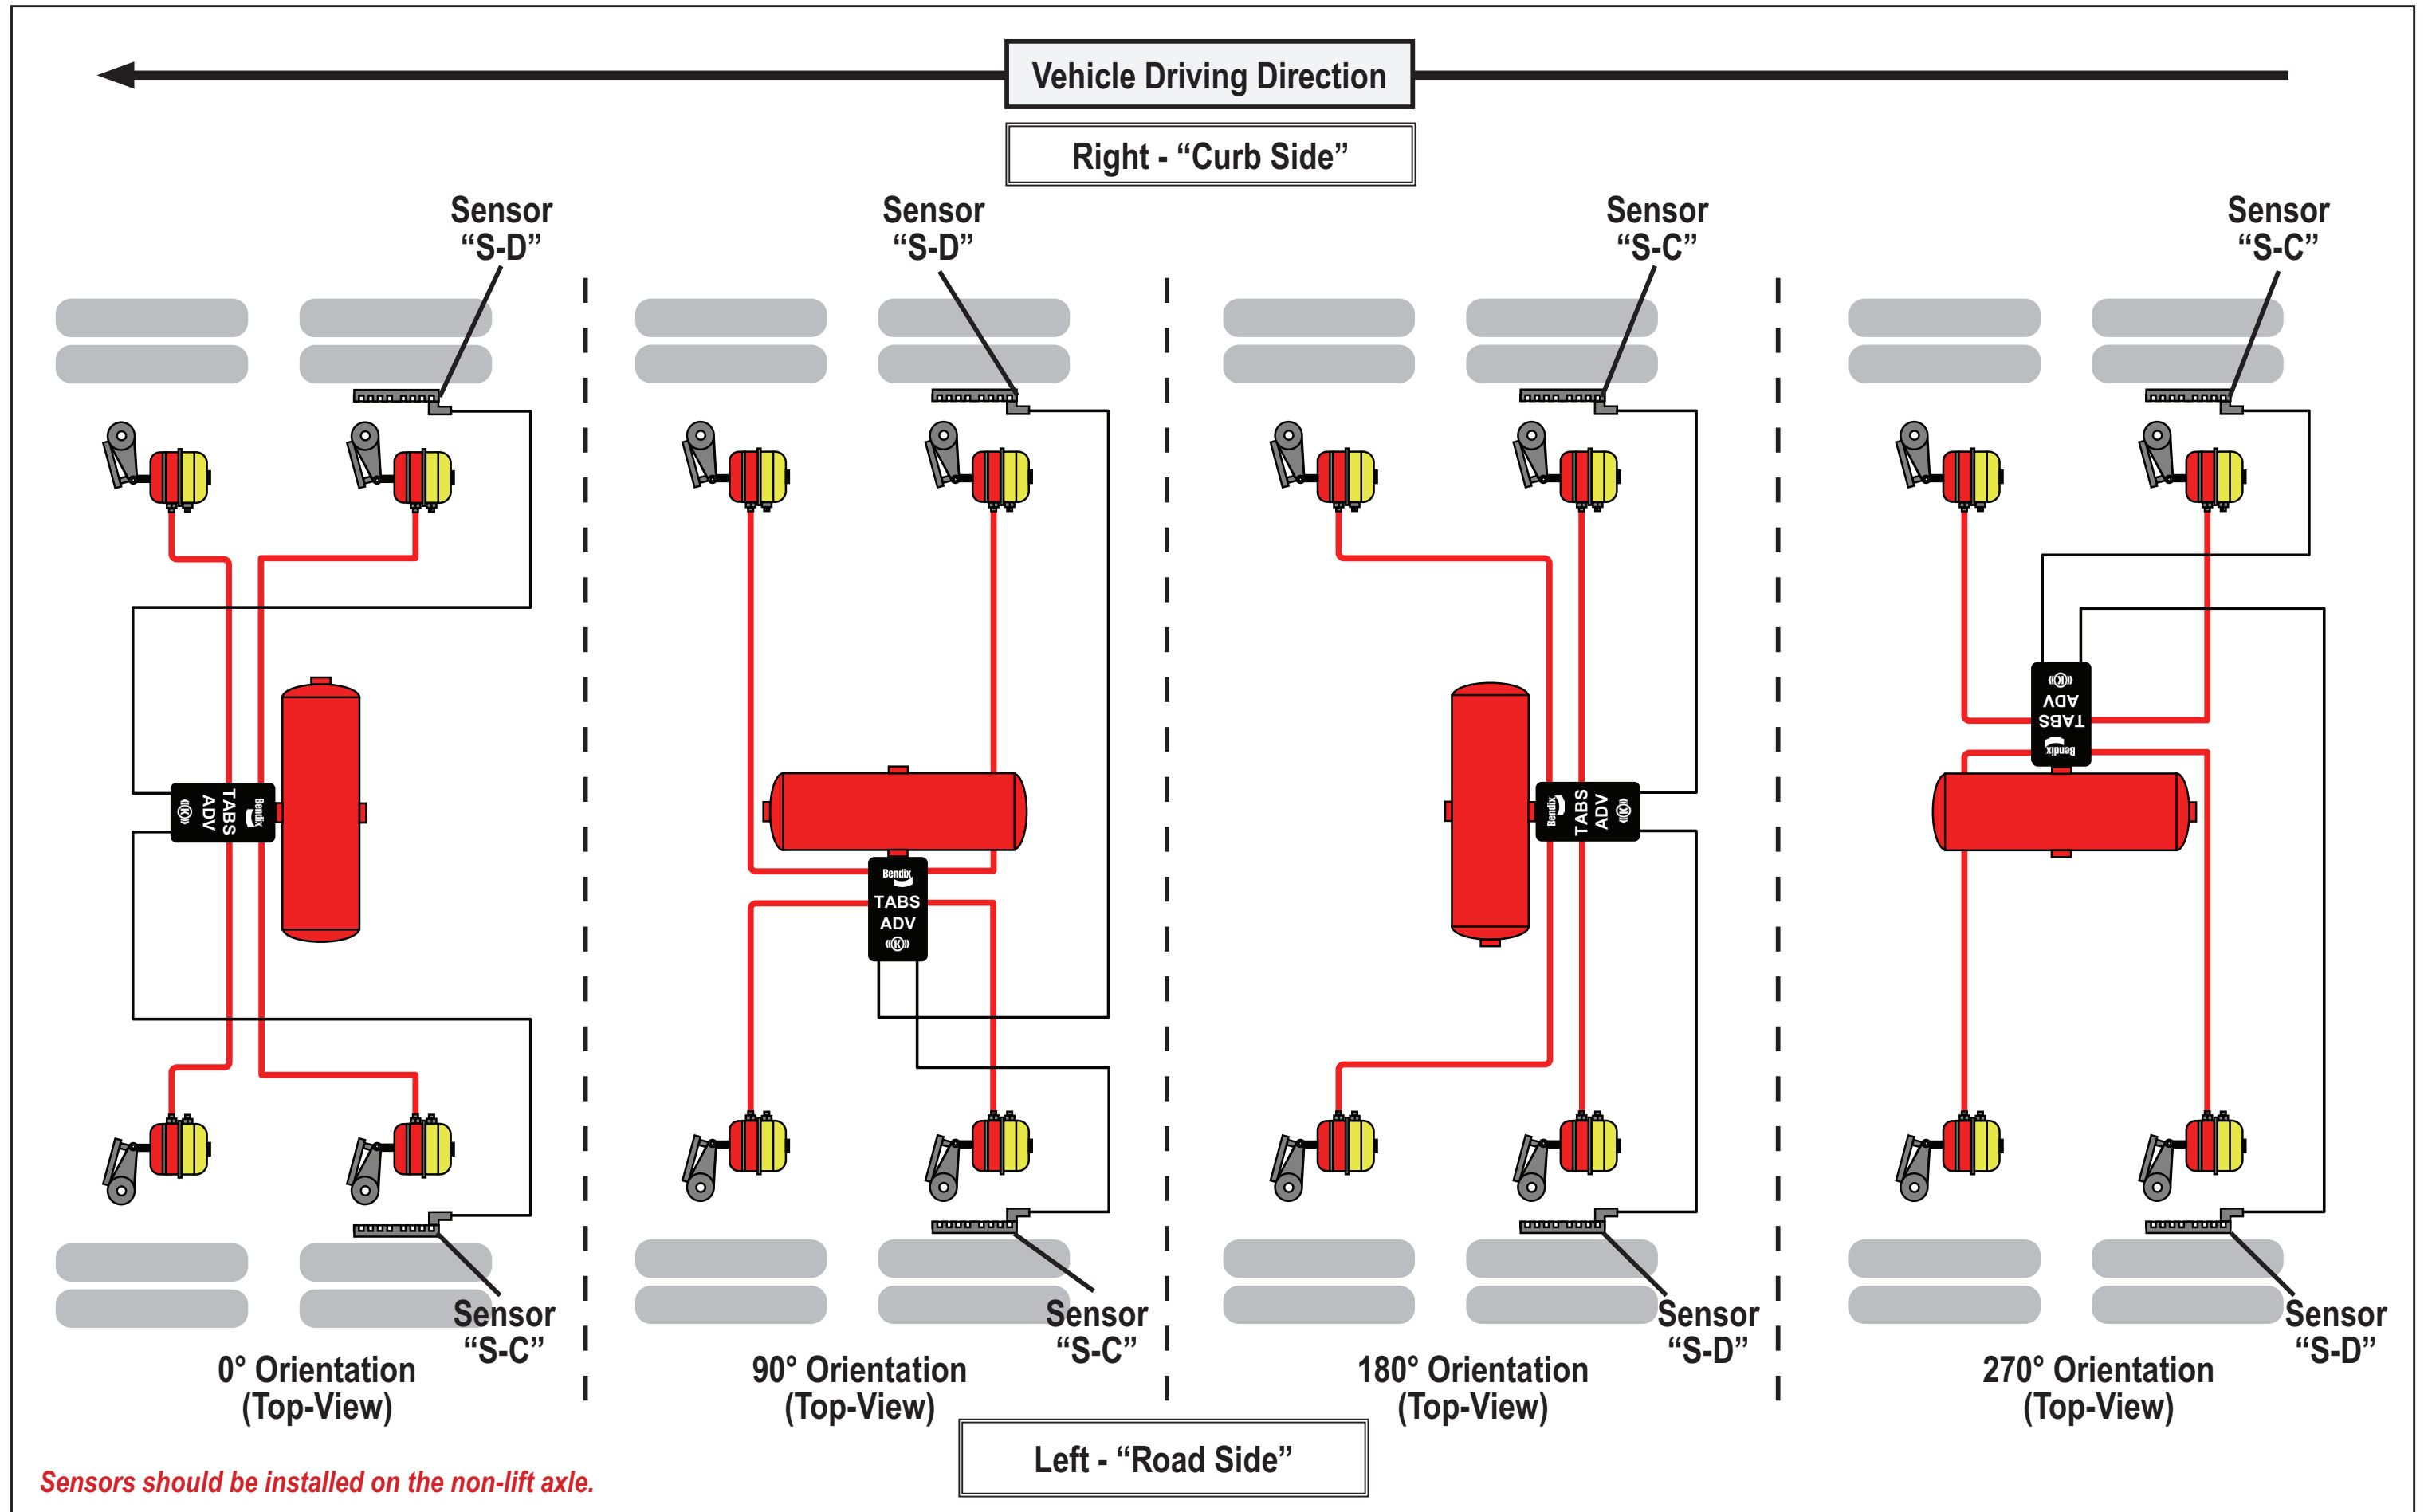 Vehicle Driving Direction
Right - “Curb Side”
Sensor
“S-D”
Sensor
“S-D”
Sensor
“S-C”
Sensor
“S-C”
Bendix
TABS
ADV
K
Bendix
TABS
ADV
K
Bendix
TABS
ADV
K
Bendix
TABS
ADV
K
Sensor
“S-C”
Sensor
“S-C”
Sensor
“S-D”
Sensor
“S-D”
0° Orientation
(Top-View)
90° Orientation
(Top-View)
180° Orientation
(Top-View)
270° Orientation
(Top-View)
Left - “Road Side”
Sensors should be installed on the non-lift axle.